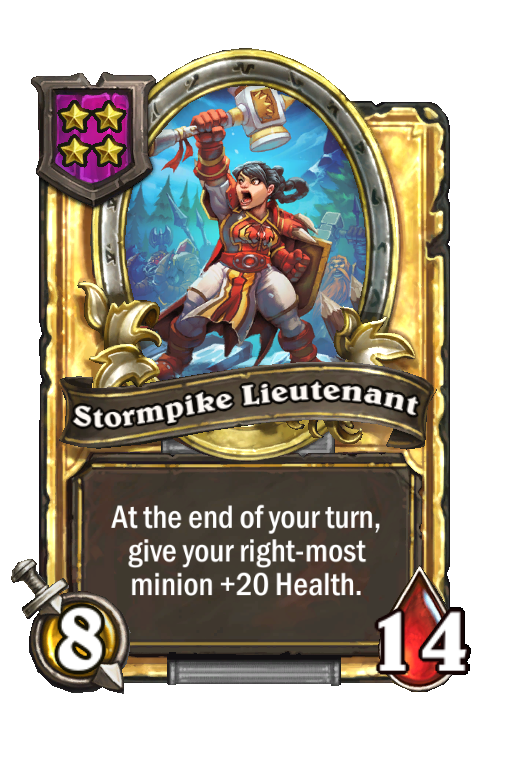 Stormpike Lieutenant
At the end of your turn,
give your right-most
minion +20 Health.
8
14